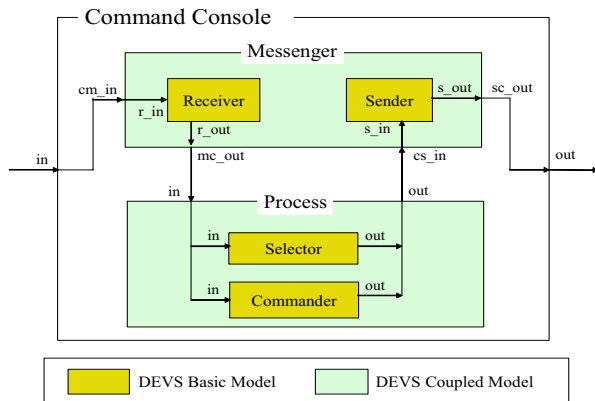 Command Console
Messenger
cm_in
Receiver
Sender
s_out
sc_out
r_in
r_out
s_in
in
mc_out
cs_in
out
in
out
Process
in
Selector
out
in
Commander
out
DEVS Basic Model
DEVS Coupled Model